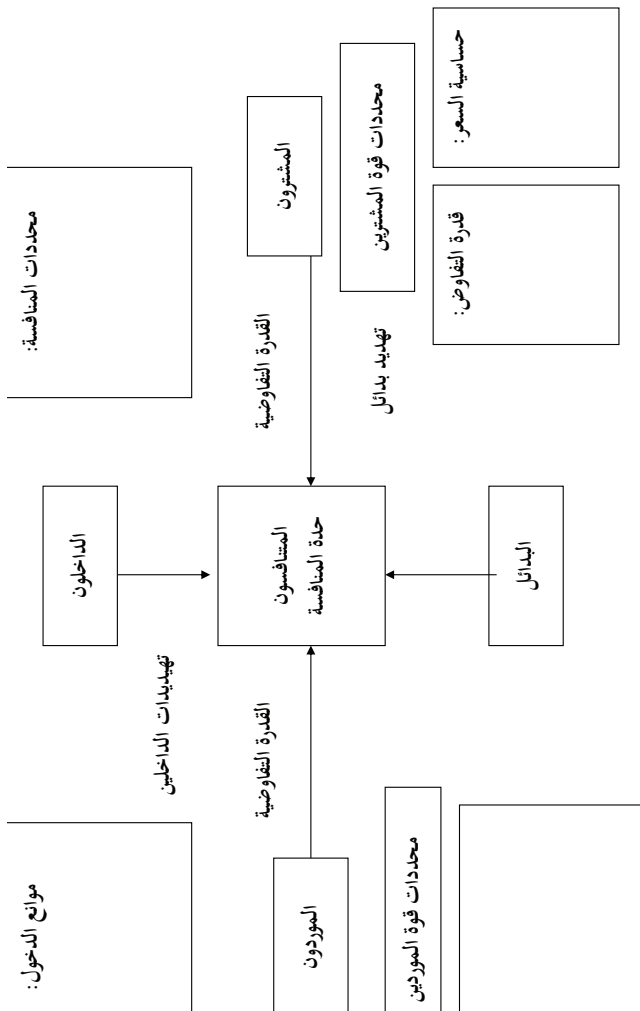 حساسية السعر:
محددات قوة المشترين
المشترون
محددات المنافسة:
قدرة التفاوض:
القدرة التفاوضية
تهديد بدائل
الداخلون
المتنافسون
حدة المنافسة
البدائل
تهيديدات الداخلين
القدرة التفاوضية
موانع الدخول:
الموردون
محددات قوة الموردين